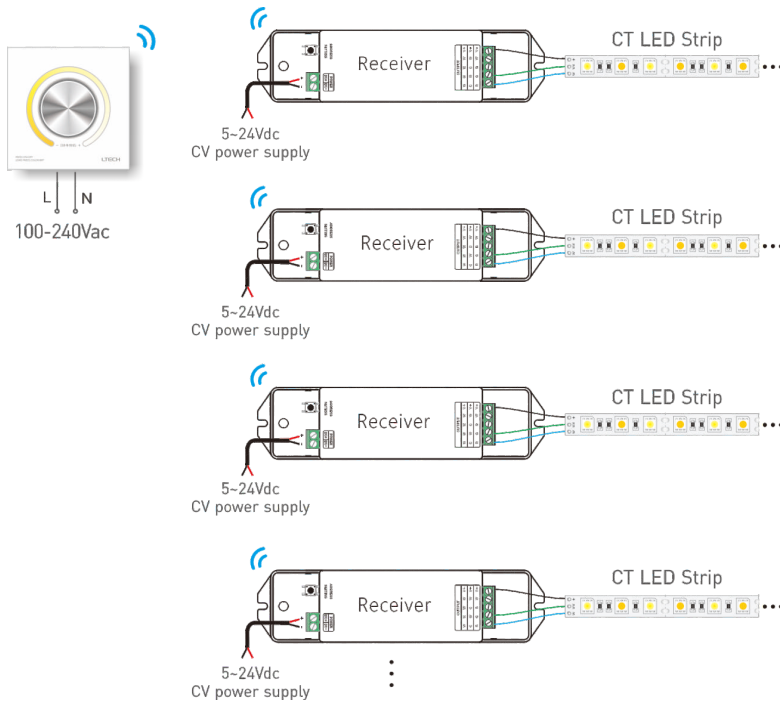 CT LED Strip
Receiver
5~24Vdc
CV power supply
LTECH
L N
100-240Vac
CT LED Strip
Receiver
5~24Vdc
CV power supply
CT LED Strip
Receiver
5~24Vdc
CV power supply
CT LED Strip
Receiver
5~24Vdc
CV power supply